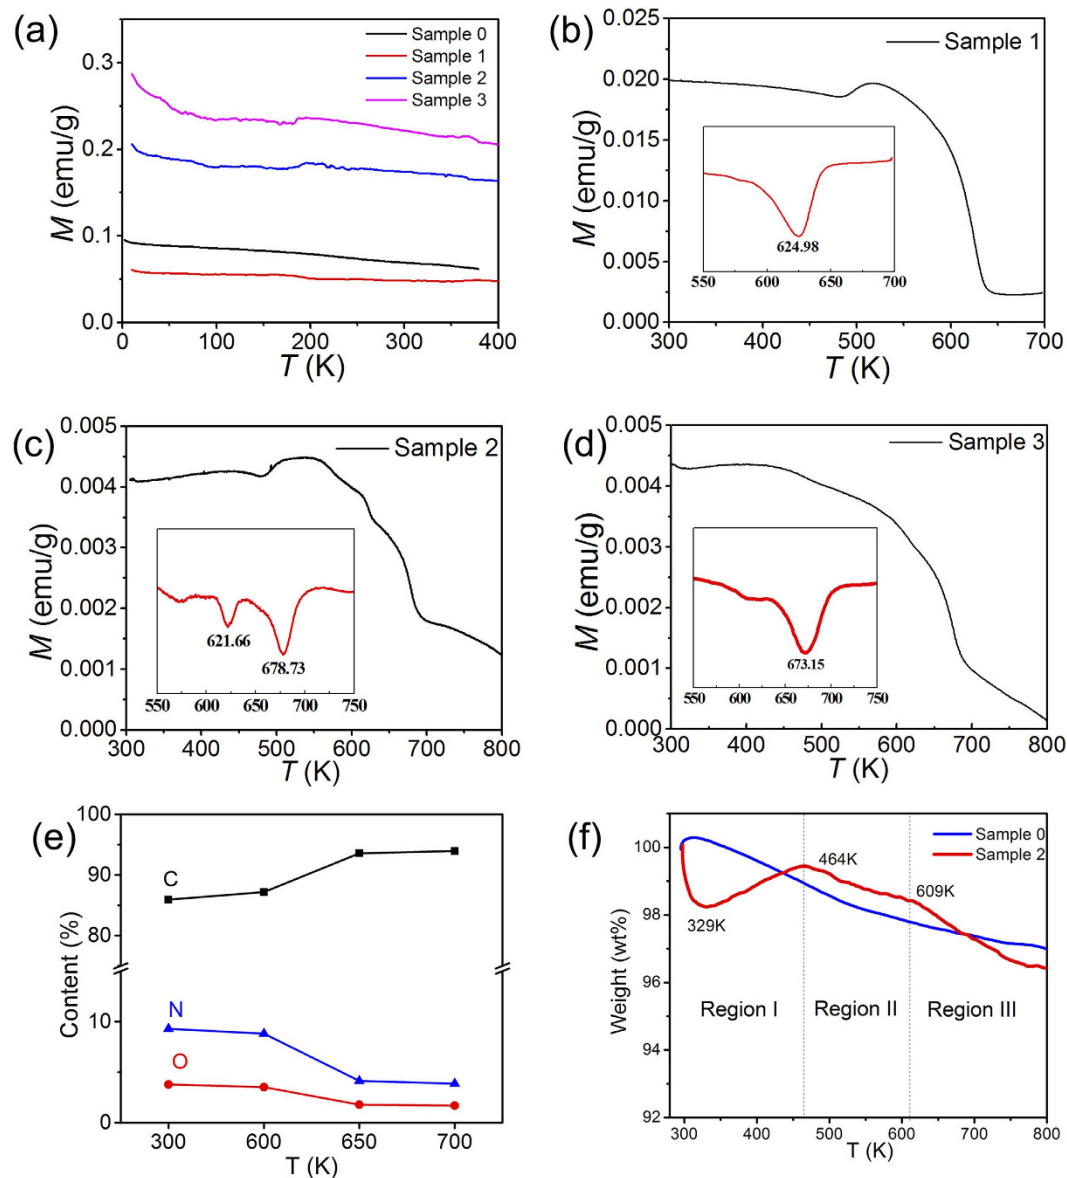 (a)
Sample 0
Sample 1
Sample 2
Sample 3
M (emu/g)
0.3
0.2
0.1
0.0
0 100 200 300 400
T (K)
(b)
Sample 1
M (emu/g)
0.025
0.020
0.015
0.010
0.005
0.000
624.98
550 600 650 700
300 400 500 600 700
T (K)
(c)
Sample 2
M (emu/g)
0.005
0.004
0.003
0.002
0.001
0.000
621.66
678.73
550 600 650 700 750
300 400 500 600 700 800
T (K)
(d)
Sample 3
M (emu/g)
0.005
0.004
0.003
0.002
0.001
0.000
673.15
550 600 650 700 750
300 400 500 600 700 800
T (K)
(e)
Content (%)
100
90
80
10
0
C
N
O
300 600 650 700
T (K)
(f)
Sample 0
Sample 2
Weight (wt%)
100
98
96
94
92
464K
609K
329K
Region I Region II Region III
300 400 500 600 700 800
T (K)